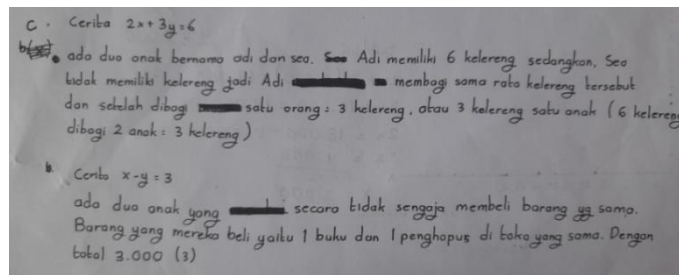 c. Cerita 2x + 3y = 6
b. ada dua anak bernama adi dan sea. Adi memiliki 6 kelereng sedangkan, Sea
tidak memiliki kelereng jadi Adi membagi sama rata kelereng tersebut
dan setelah dibagi satu orang = 3 kelereng, atau 3 kelereng satu anak (6 kelereng
dibagi 2 anak = 3 kelereng)
b. Cerita x - y = 3
ada dua anak yang secara tidak sengaja membeli barang yg sama.
Barang yang mereka beli yaitu 1 buku dan 1 penghapus di toko yang sama. Dengan
total 3.000 (3)